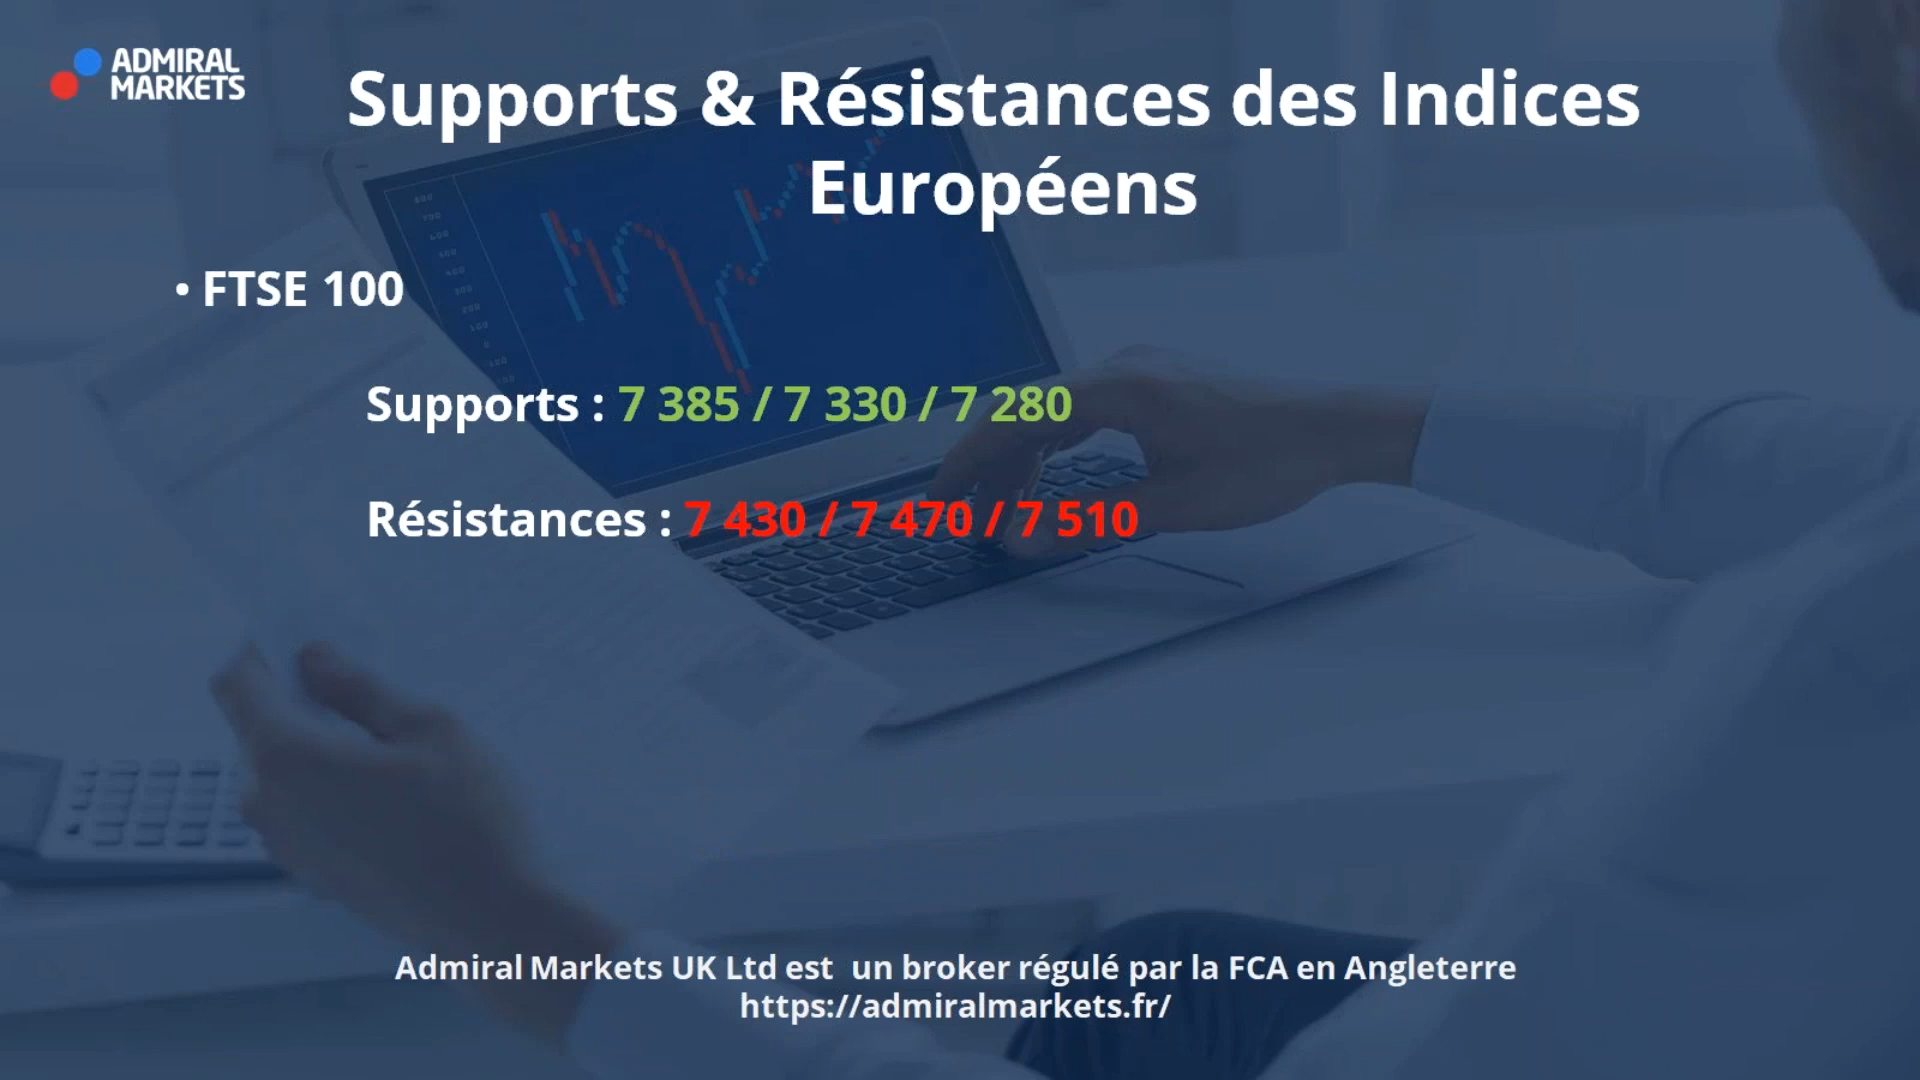 ADMIRAL
MARKETS
Supports & Résistances des Indices
Européens
• FTSE 100
Supports : 7 385 / 7 330 / 7 280
Résistances : 7 430 / 7 470 / 7 510
Admiral Markets UK Ltd est  un broker régulé par la FCA en Angleterre
https://admiralmarkets.fr/